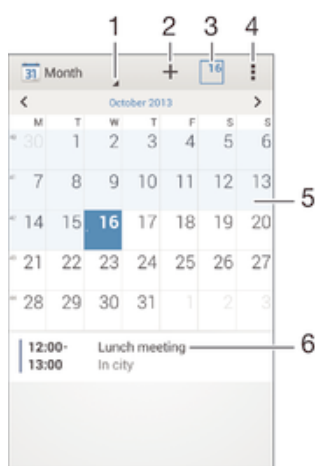 1 2 3 4
31 Month + 16
October 2013
M T W T F S S
30 1 2 3 4 5 6
7 8 9 10 11 12 13
5
14 15 16 17 18 19 20
21 22 23 24 25 26 27
28 29 30 31 1 2 3
12:00- Lunch meeting 6
13:00 In city